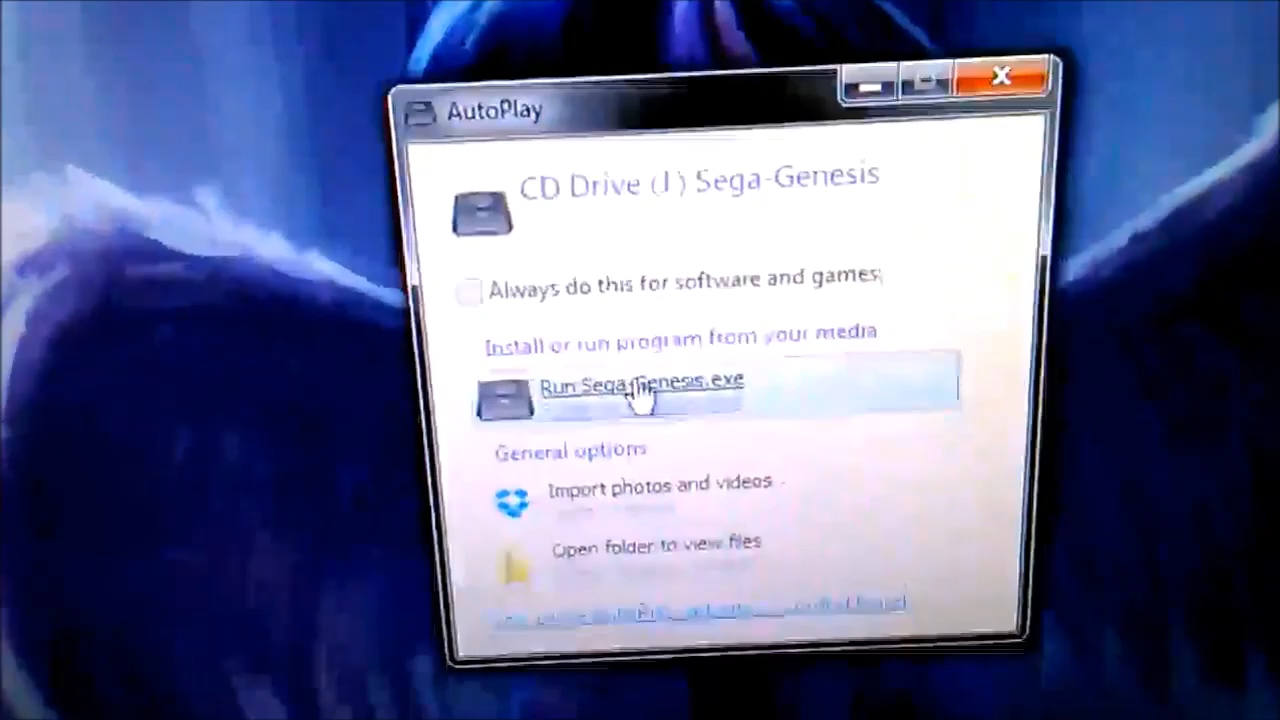 AutoPlay
CD Drive (J:) Sega-Genesis
Always do this for software and games:
Install or run program from your media
Run Sega-Genesis.exe
General options
Import photos and videos
Open folder to view files